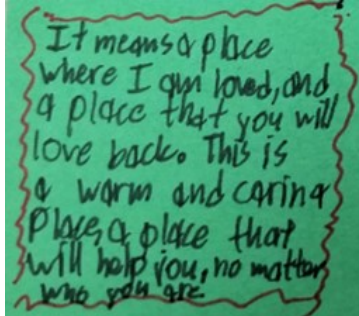 It means a place
where I am loved, and
a place that you will
love back. This is
a warm and caring
place, a place that
will help you, no matter
who you are